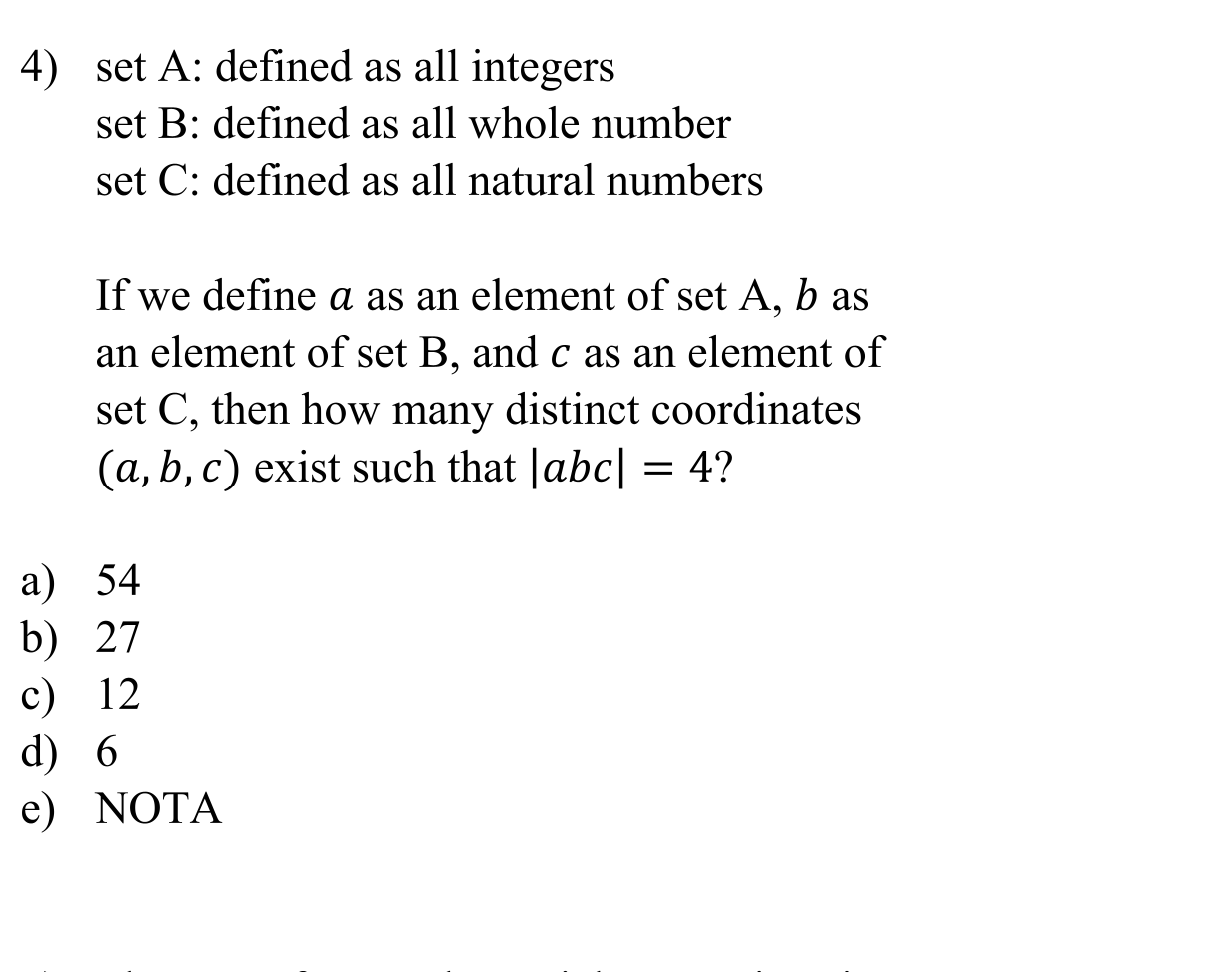 4) set A: defined as all integers
set B: defined as all whole number
set C: defined as all natural numbers
If we define a as an element of set A, b as
an element of set B, and c as an element of
set C, then how many distinct coordinates
(a, b, c) exist such that |abc| = 4?
a) 54
b) 27
c) 12
d) 6
e) NOTA